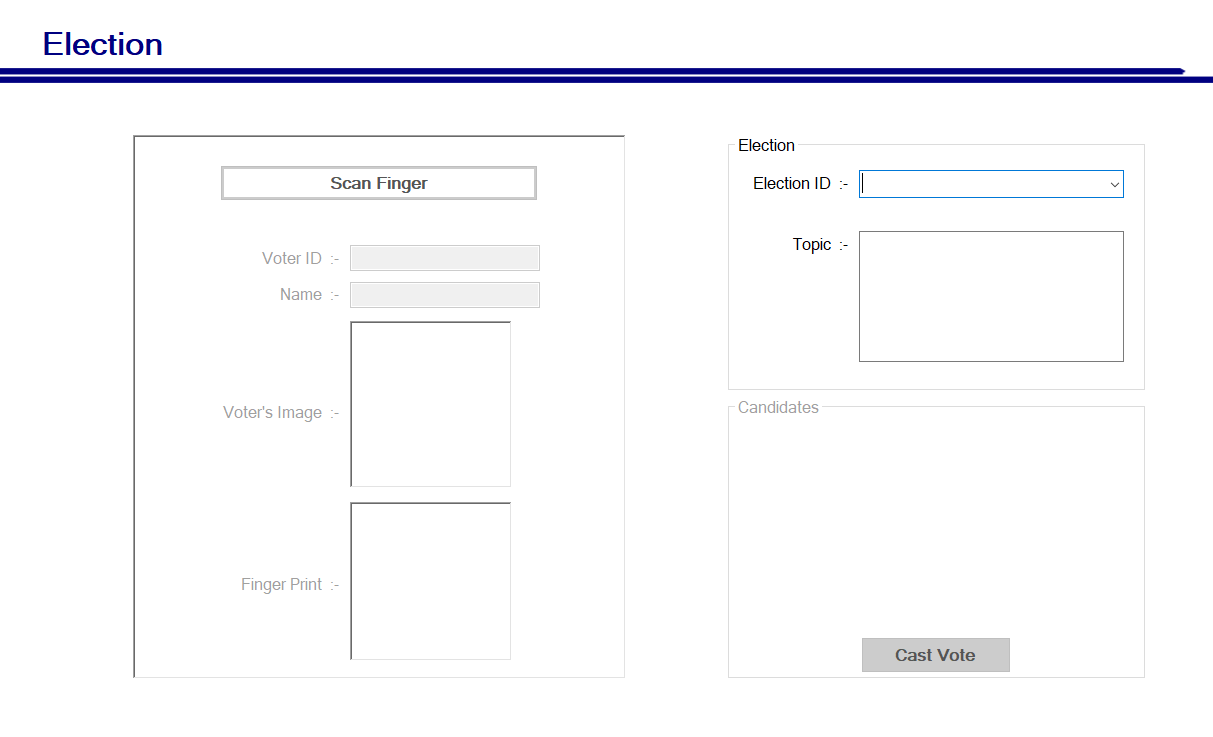 Election
Scan Finger
Voter ID :-
Name :-
Voter's Image :-
Finger Print :-
Election
Election ID :-
Topic :-
Candidates
Cast Vote